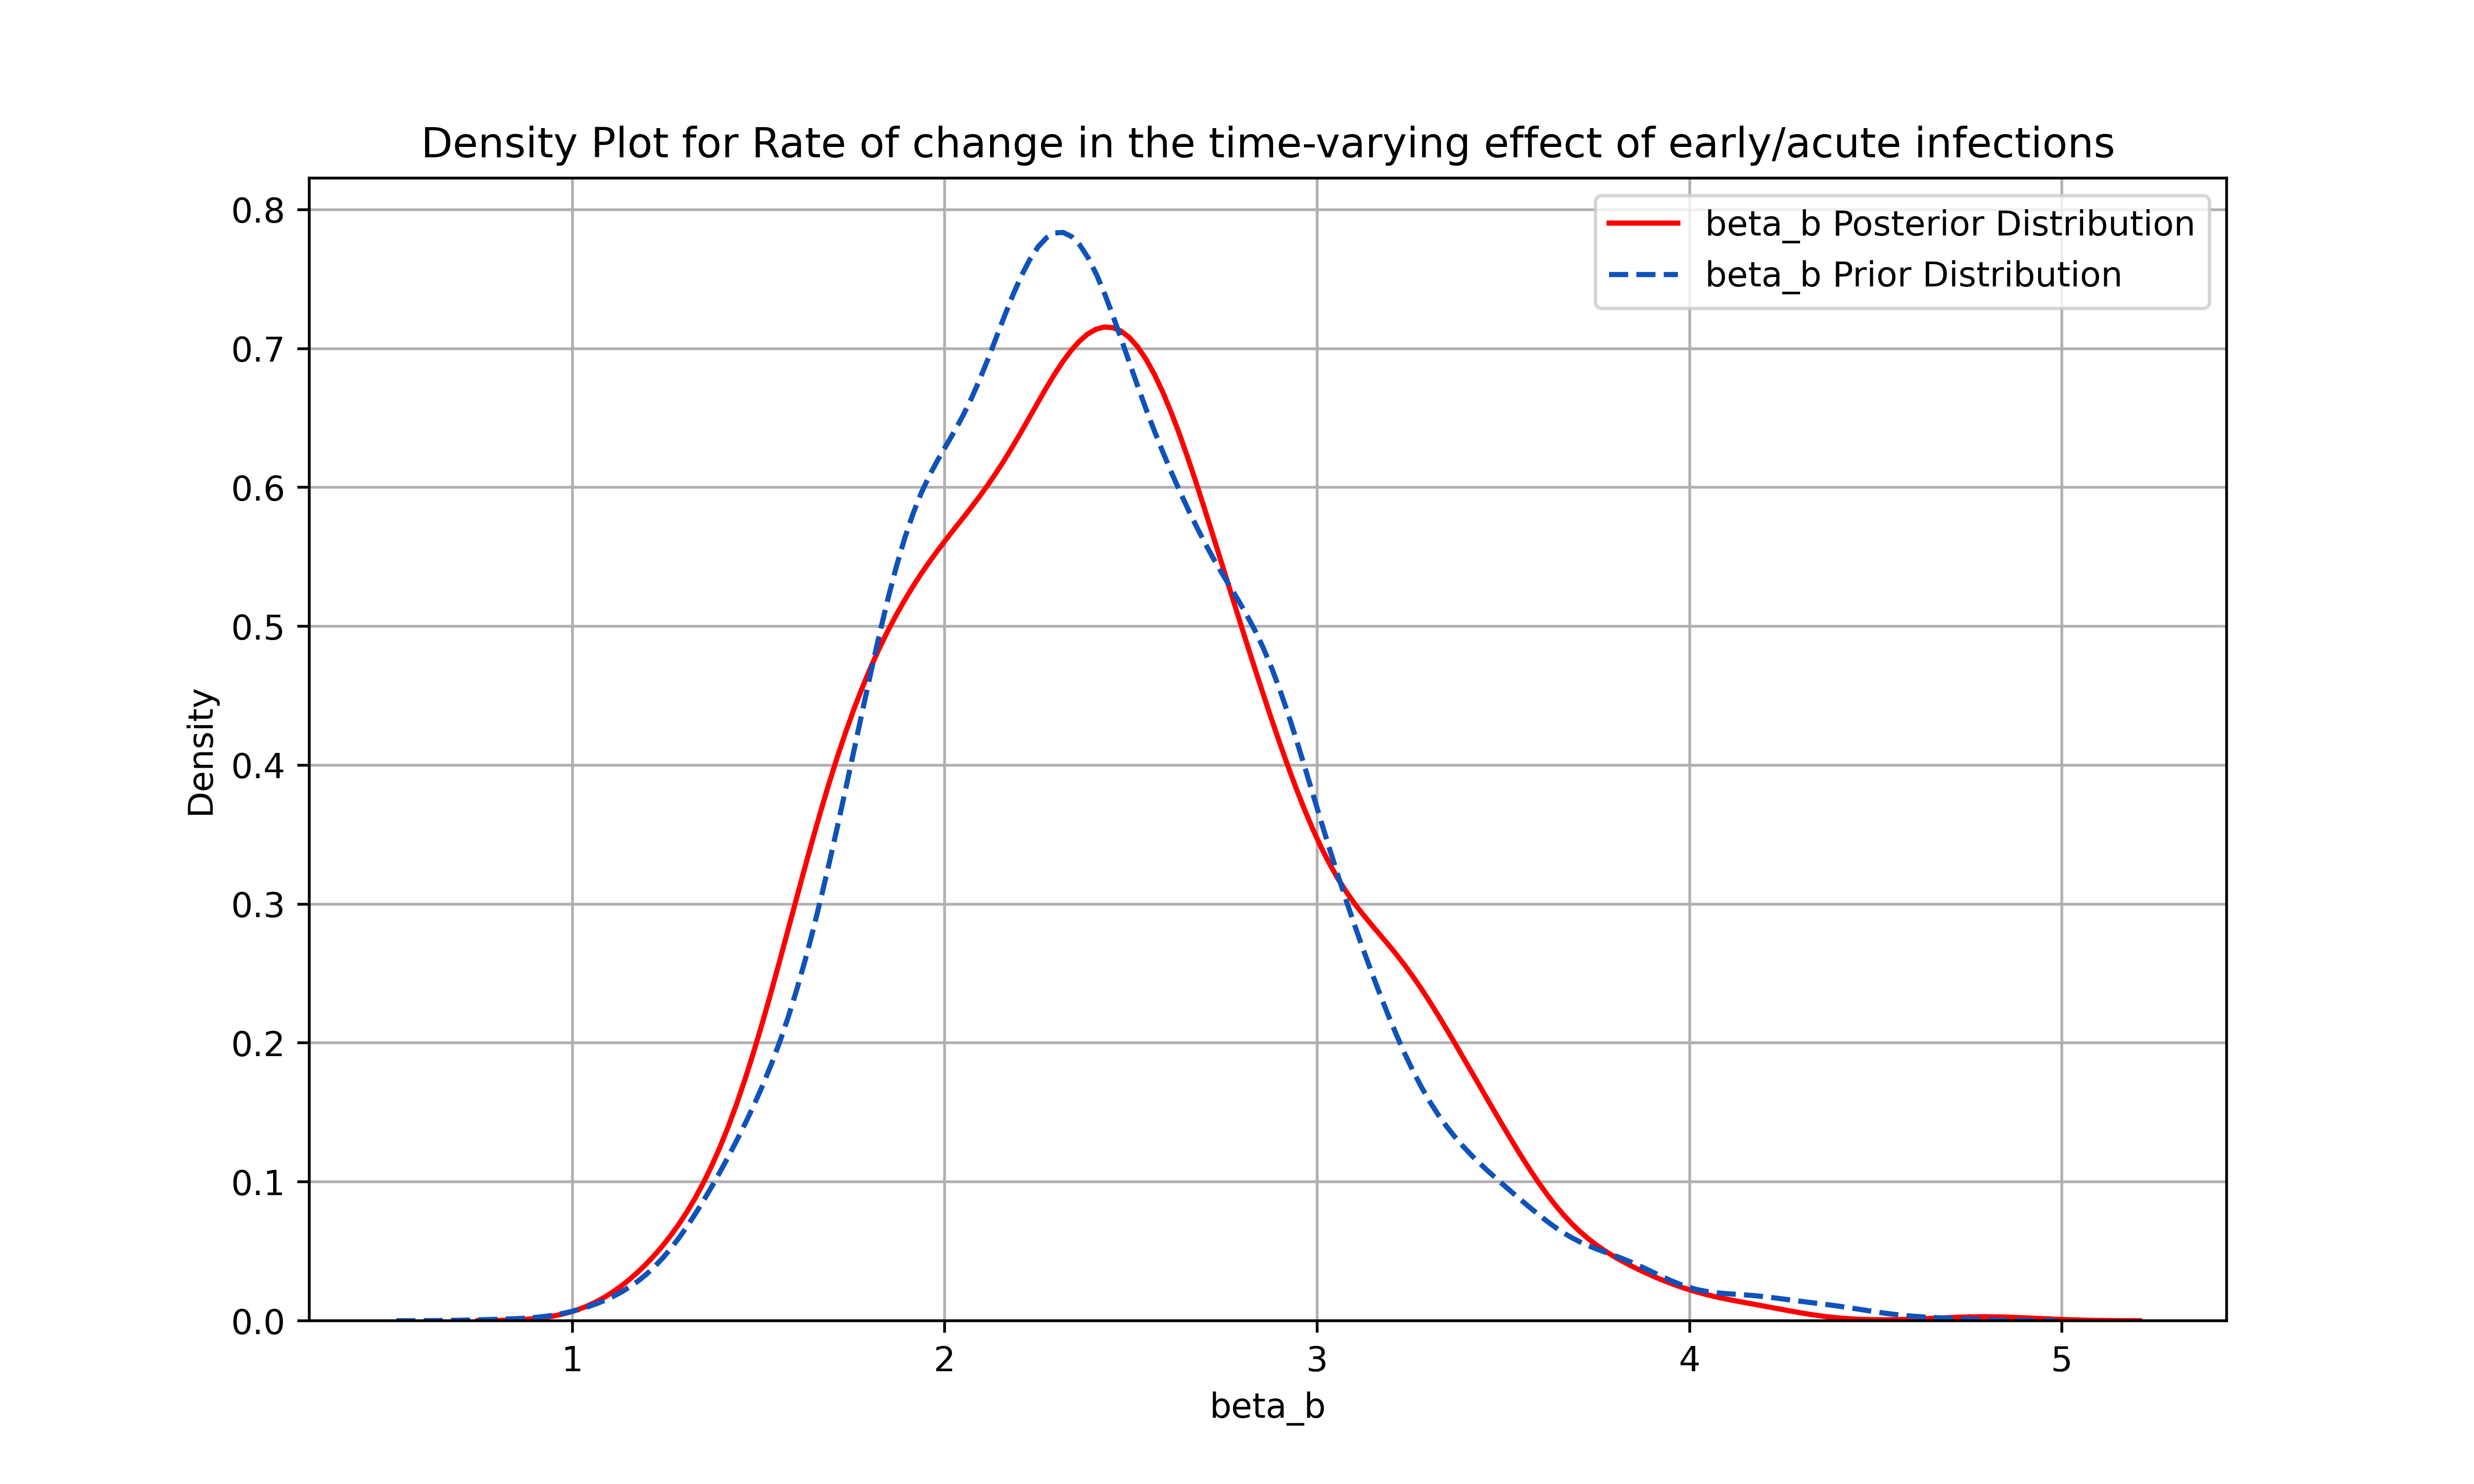 Density Plot for Rate of change in the time-varying effect of early/acute infections
beta_b Posterior Distribution
beta_b Prior Distribution
Density
0.8
0.7
0.6
0.5
0.4
0.3
0.2
0.1
0.0
1 2 3 4 5
beta_b